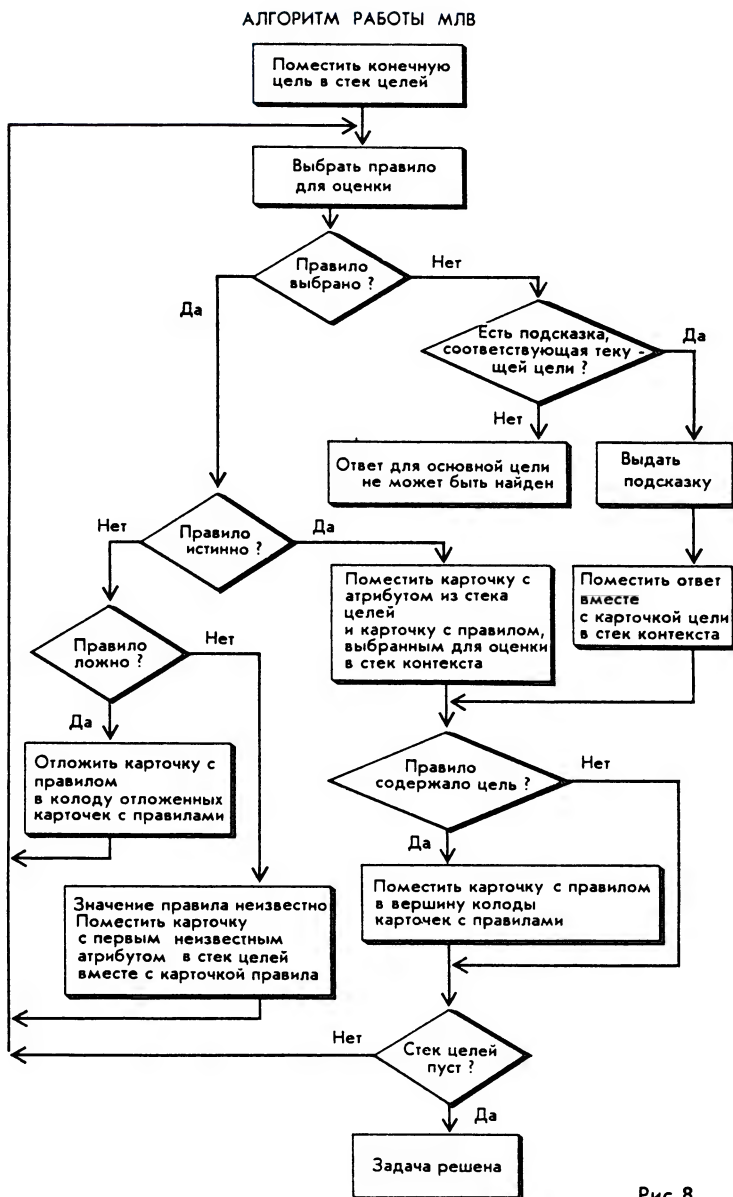 АЛГОРИТМ РАБОТЫ МЛВ
Поместить конечную
цель в стек целей
Выбрать правило
для оценки
Правило
выбрано ?
Нет
Да
Есть подсказка,
соответствующая теку -
щей цели ?
Да
Нет
Ответ для основной цели
не может быть найден
Выдать
подсказку
Правило
истинно ?
Нет
Да
Поместить карточку с
атрибутом из стека
целей
и карточку с правилом,
выбранным для оценки
в стек контекста
Поместить ответ
вместе
с карточкой цели
в стек контекста
Правило
ложно ?
Нет
Да
Отложить карточку с
правилом
в колоду отложенных
карточек с правилами
Правило
содержало цель ?
Нет
Да
Значение правила неизвестно
Поместить карточку
с первым неизвестным
атрибутом в стек целей
вместе с карточкой правила
Поместить карточку с правилом
в вершину колоды
карточек с правилами
Стек целей
пуст ?
Нет
Да
Задача решена
Рис 8